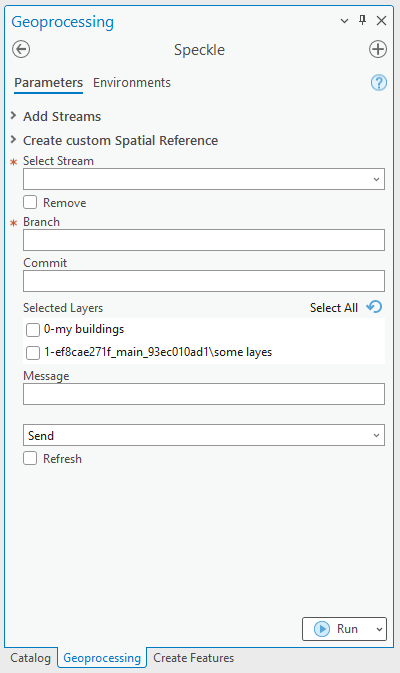 Geoprocessing
Speckle
Parameters Environments
Add Streams
Create custom Spatial Reference
* Select Stream
Remove
* Branch
Commit
Selected Layers Select All
0-my buildings
1-ef8cae271f_main_93ec010ad1\some layes
Message
Send
Refresh
Run
Catalog Geoprocessing Create Features